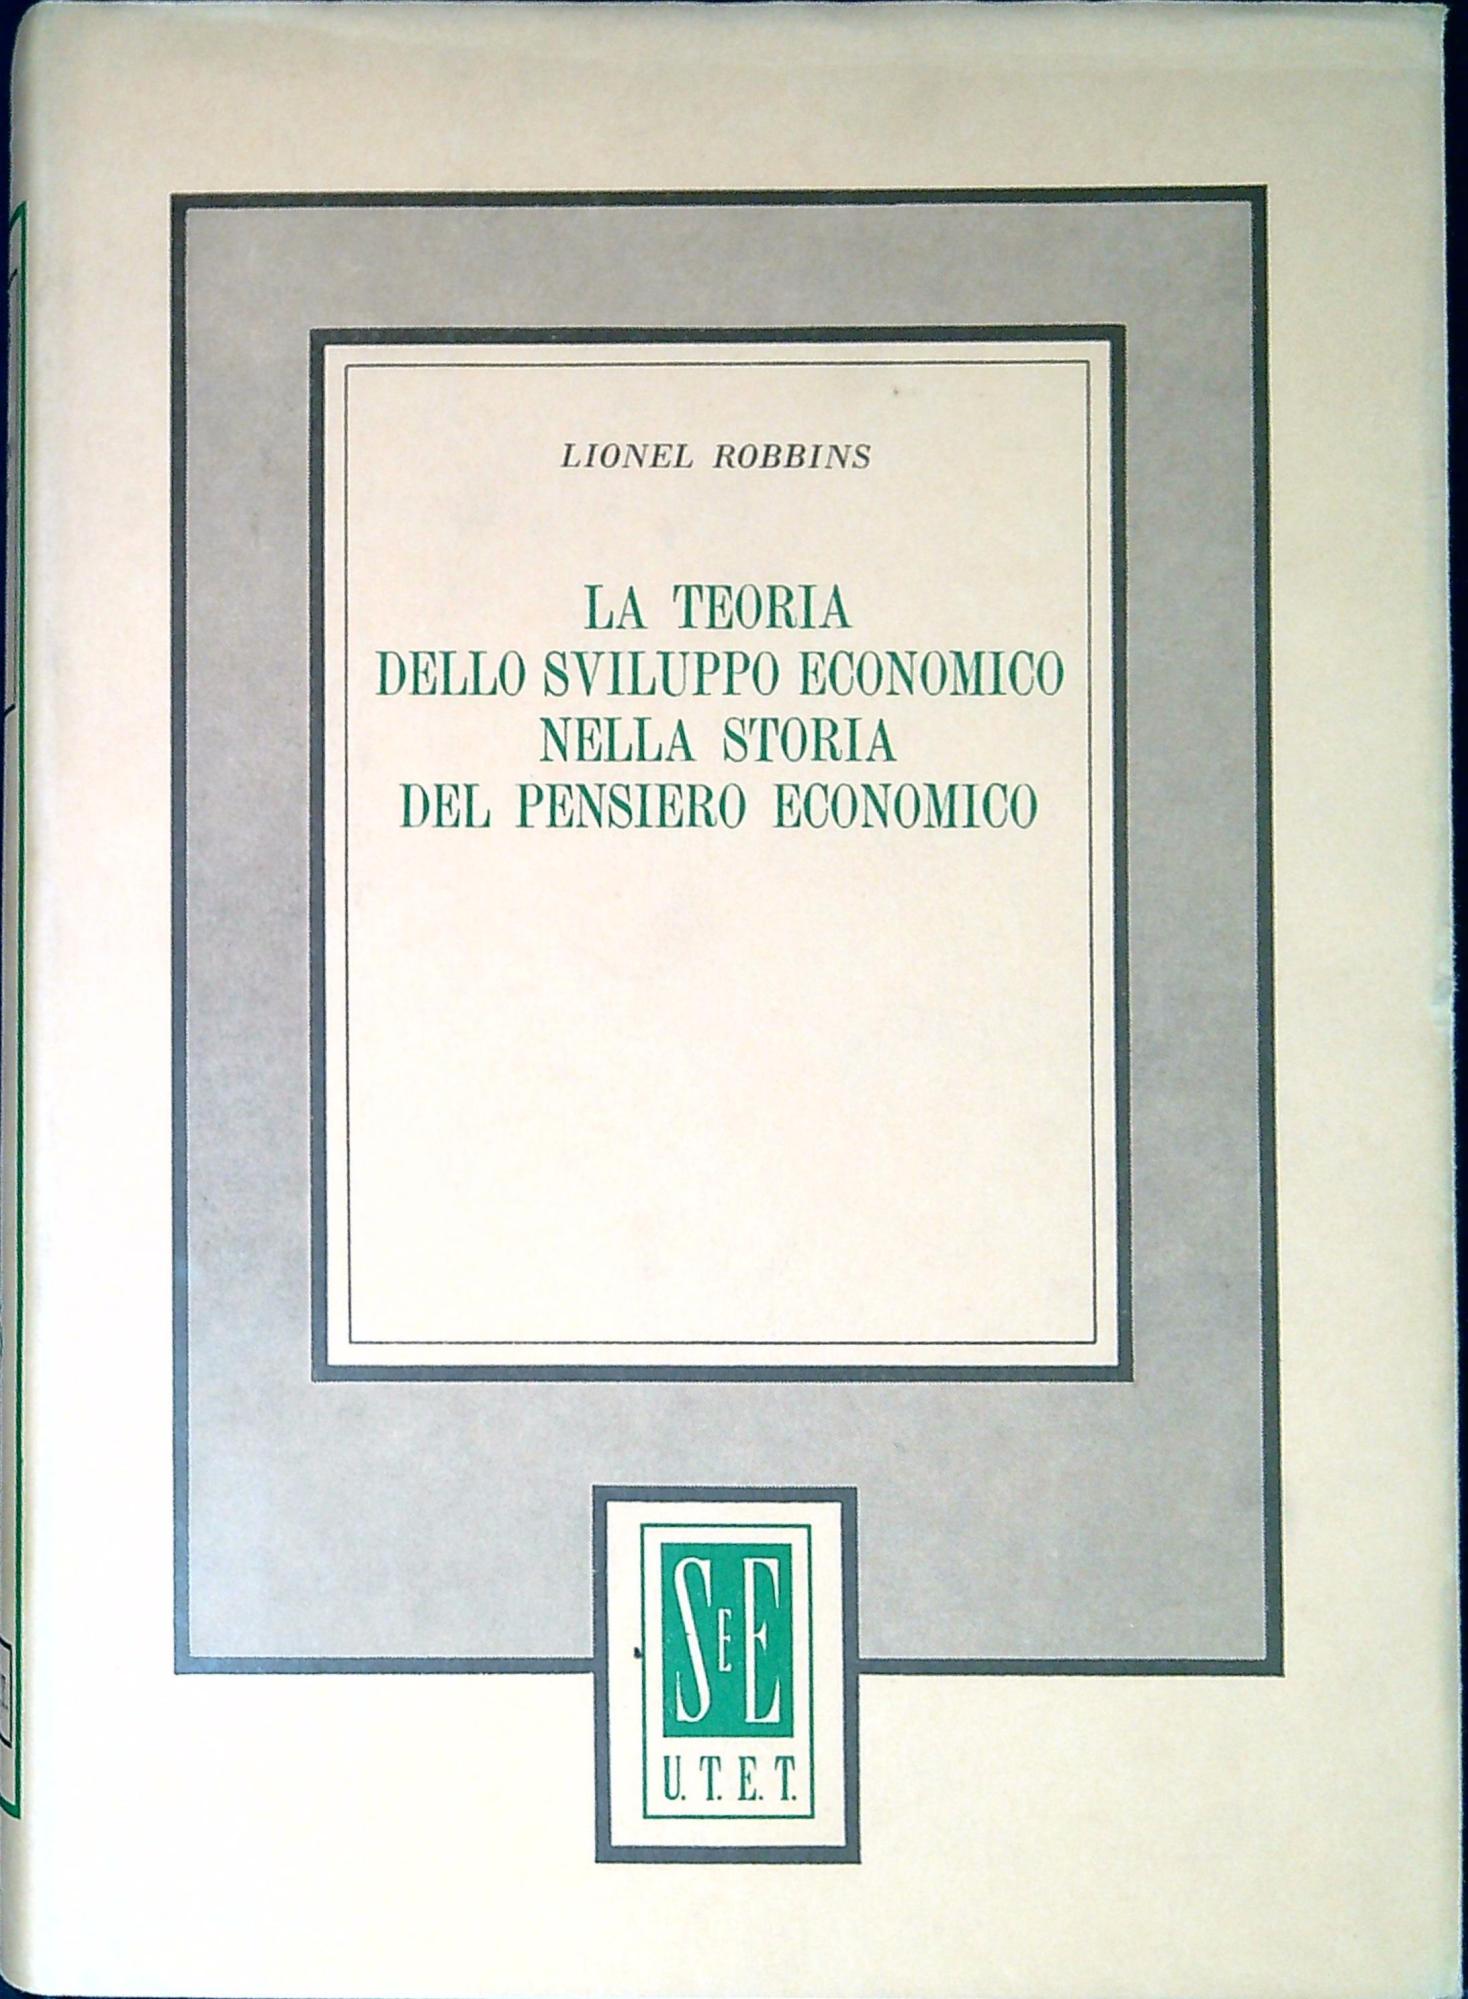 LIONEL ROBBINS
LA TEORIA
DELLO SVILUPPO ECONOMICO
NELLA STORIA
DEL PENSIERO ECONOMICO
SEE
U. T. E. T.